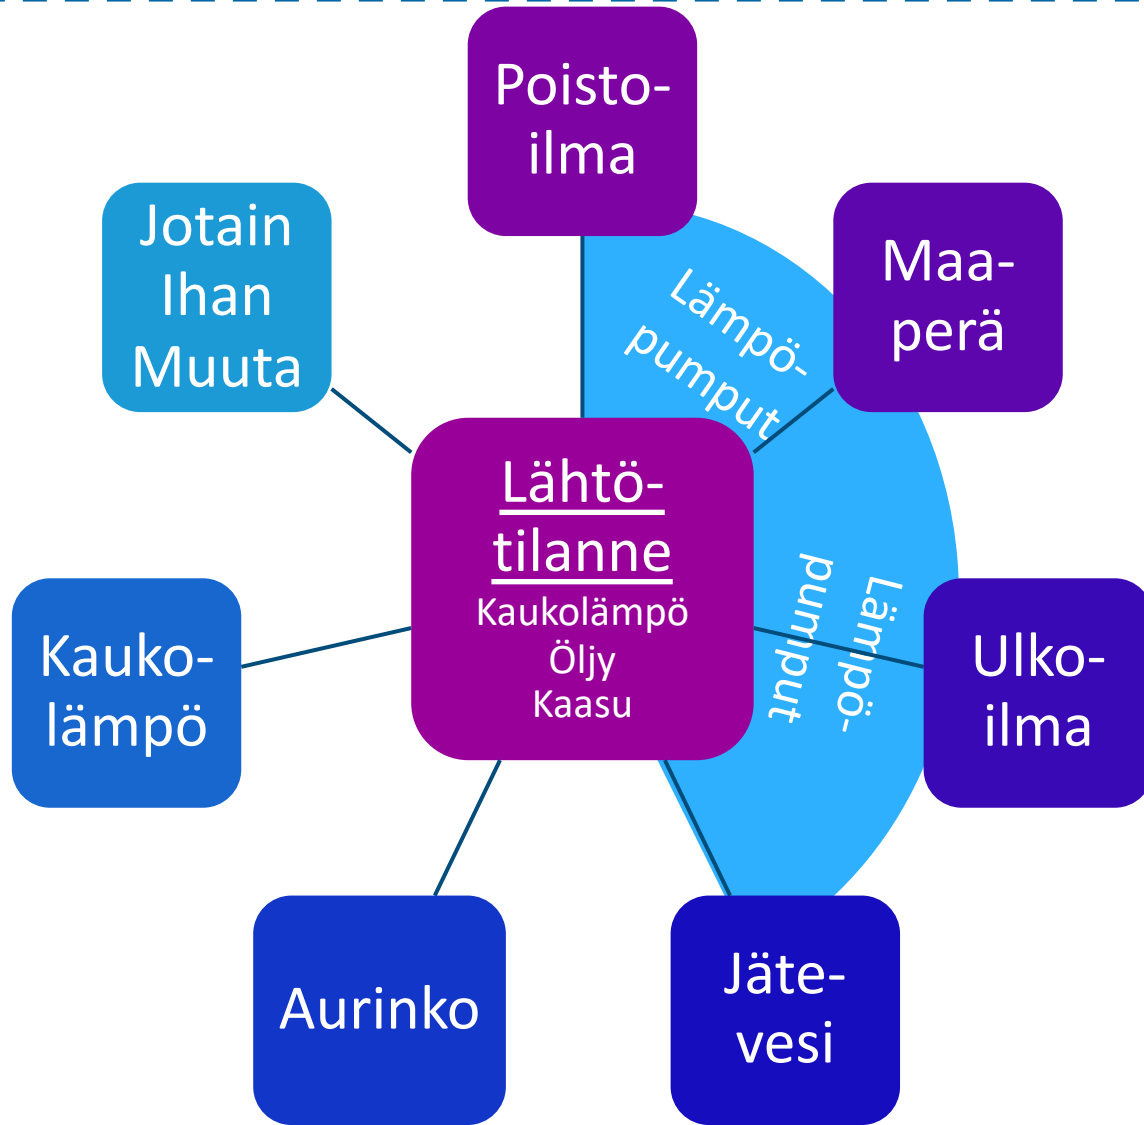 Poisto-
ilma
Jotain
Ihan
Muuta
Lämpö-
pumput
Maa-
perä
Lähtö-
tilanne
Kaukolämpö
Öljy
Kaasu
Lämpö-
pumput
Kauko-
lämpö
Ulko-
ilma
Aurinko
Jäte-
vesi